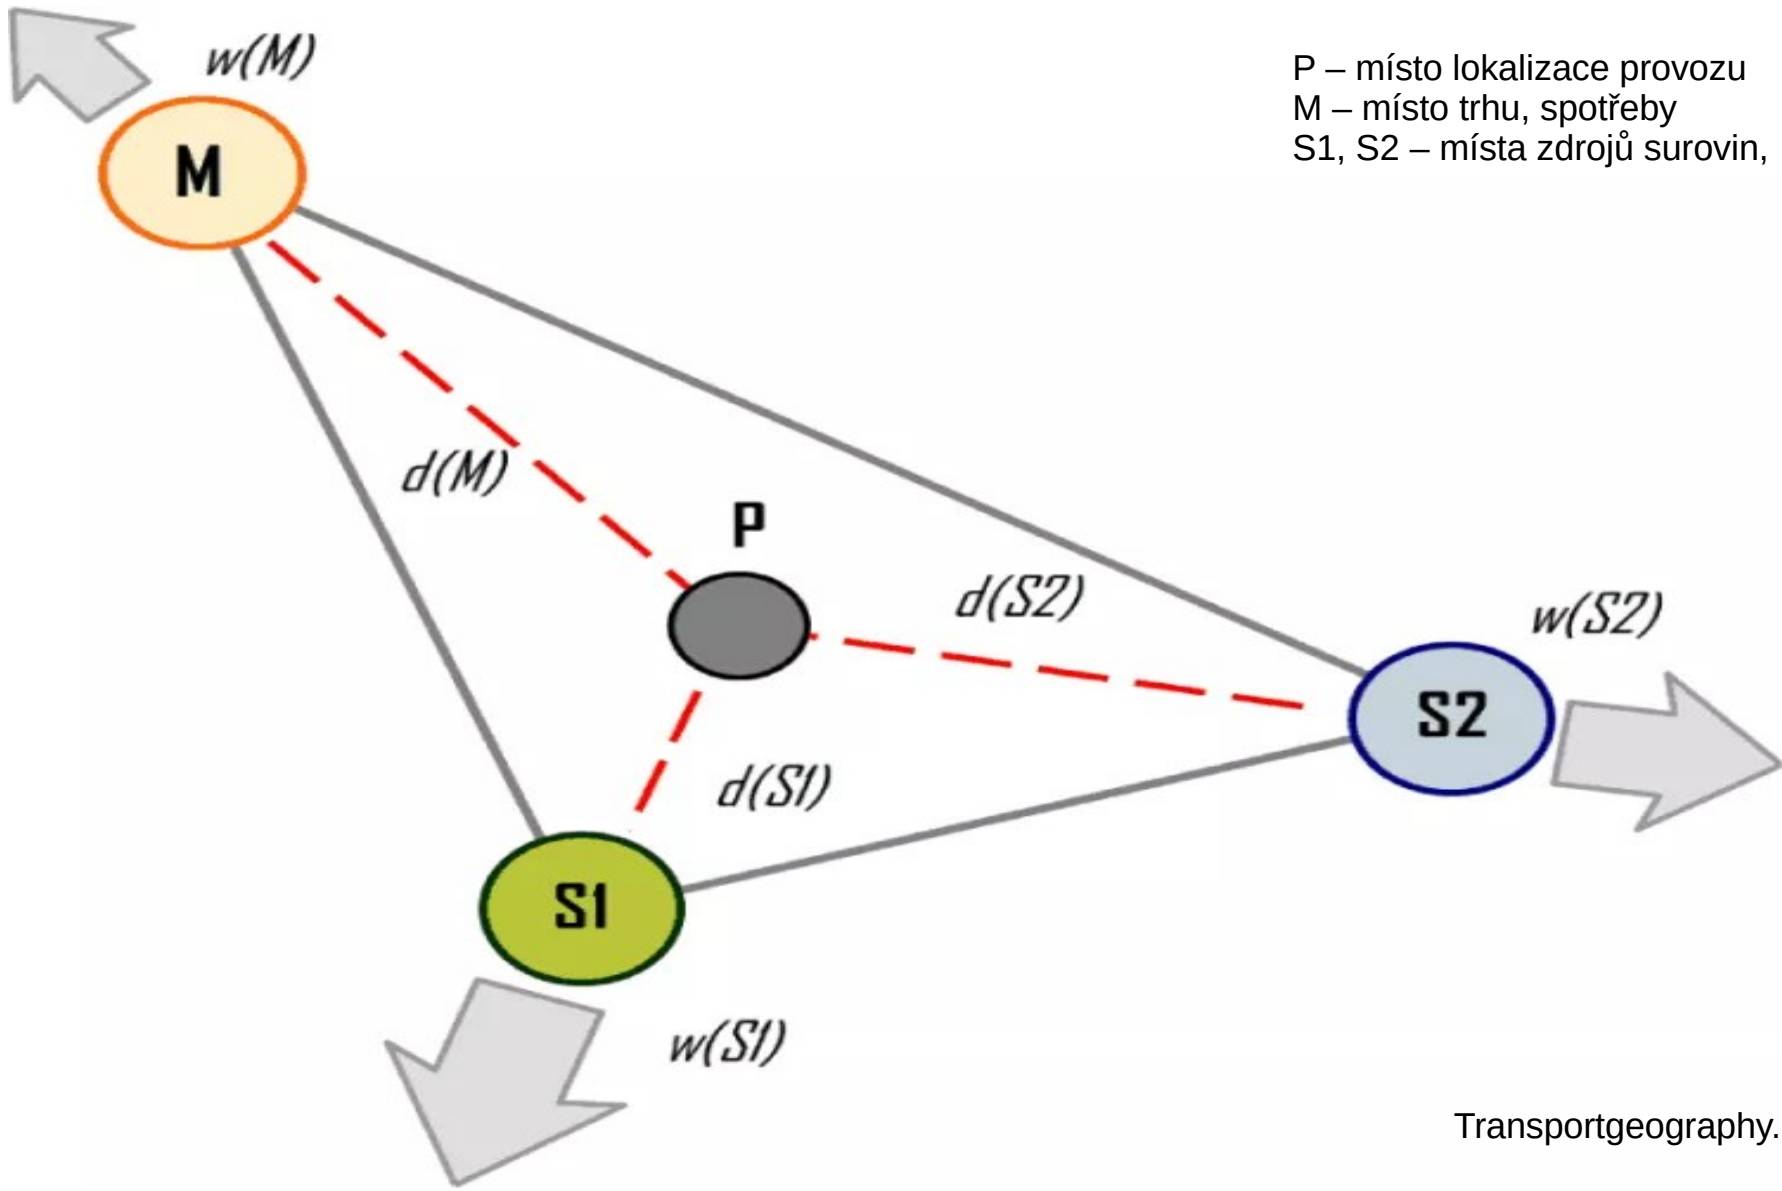 w(M)
P – místo lokalizace provozu
M – místo trhu, spotřeby
S1, S2 – místa zdrojů surovin,
M
d(M)
P
d(S2)
w(S2)
S2
d(S1)
S1
w(S1)
Transportgeography.